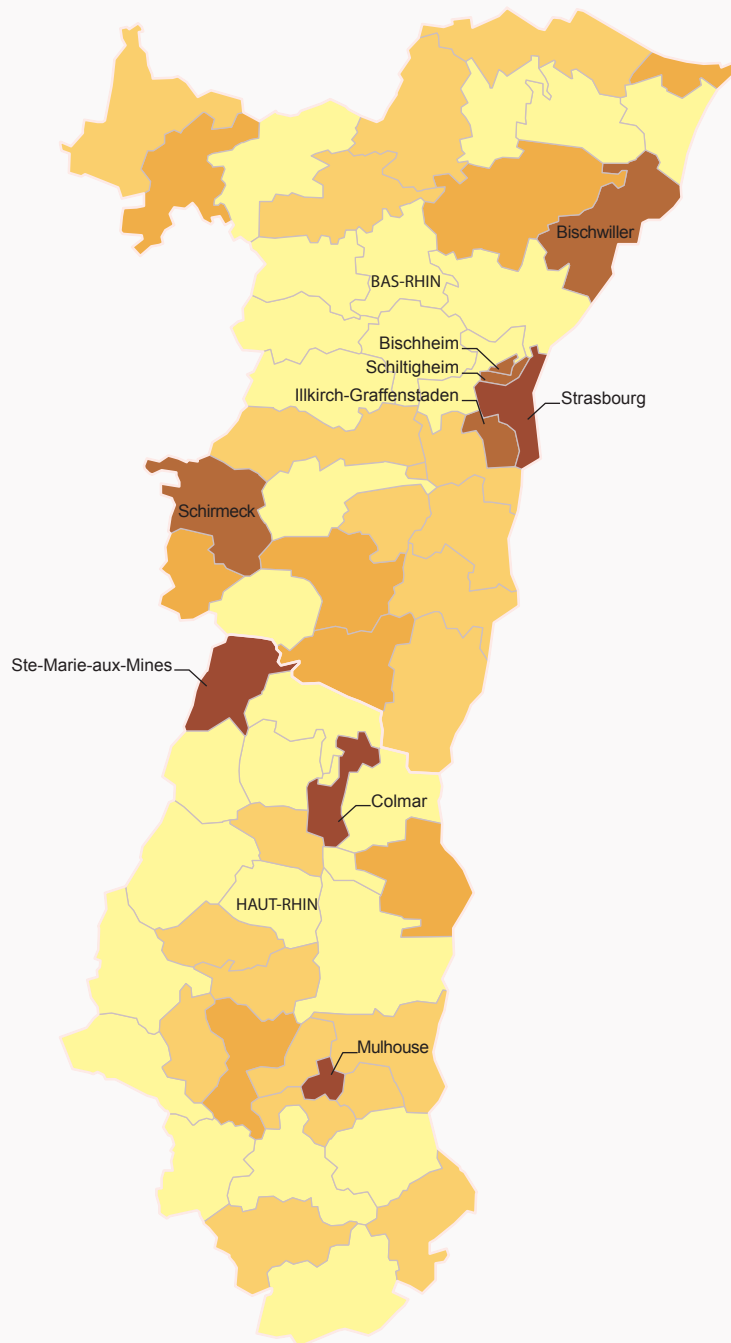 Bischwiller
BAS-RHIN
Bischheim
Schiltigheim
Illkirch-Graffenstaden
Strasbourg
Schirmeck
Ste-Marie-aux-Mines
Colmar
HAUT-RHIN
Mulhouse